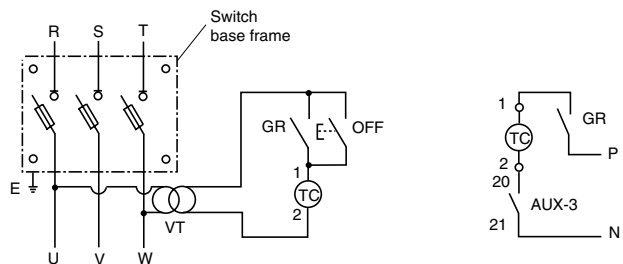 Switch
base frame
R S T
GR
OFF
1
TC
2
E
VT
U V W
1
TC
GR
2
P
20
AUX-3
21
N